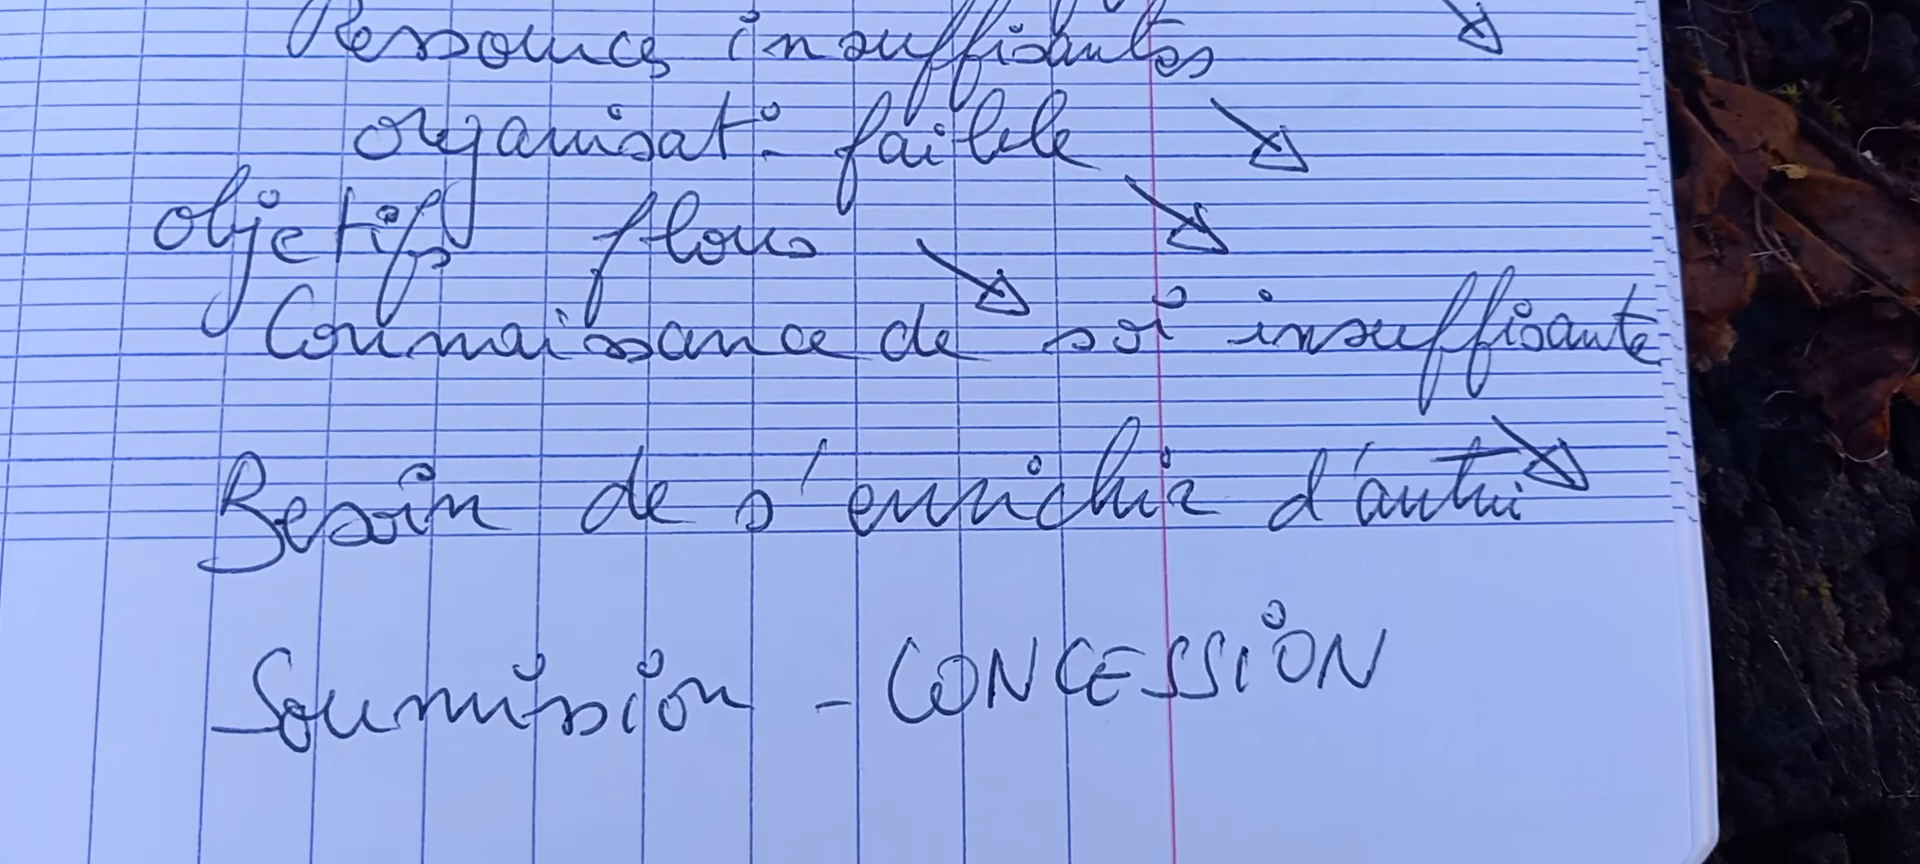 Ressources insuffisantes
organisat°- faible
objectifs flous
Connaissance de soi insuffisante
Besoin de s'enrichir d'autrui
Soumission - CONCESSION